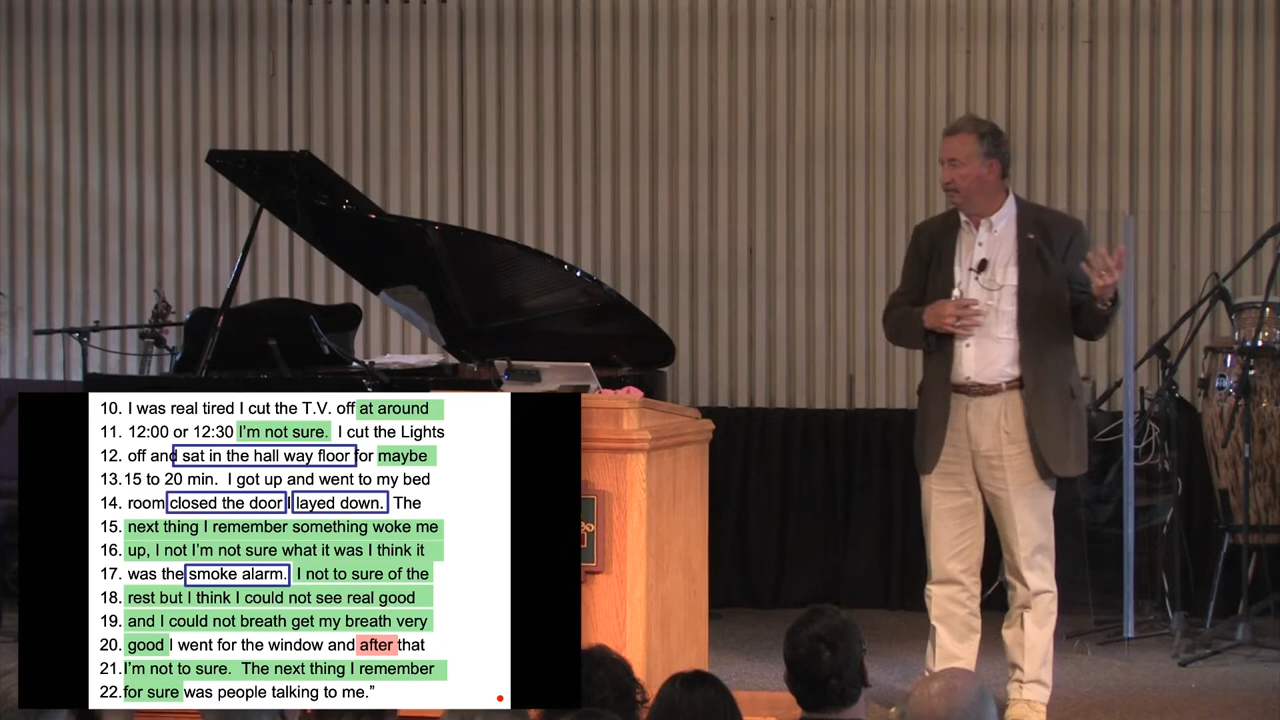 10. I was real tired I cut the T.V. off at around
11. 12:00 or 12:30 I'm not sure. I cut the Lights
12. off and sat in the hall way floor for maybe
13. 15 to 20 min. I got up and went to my bed
14. room closed the door I layed down. The
15. next thing I remember something woke me
16. up, I not I'm not sure what it was I think it
17. was the smoke alarm. I not to sure of the
18. rest but I think I could not see real good
19. and I could not breath get my breath very
20. good I went for the window and after that
21. I'm not to sure. The next thing I remember
22. for sure was people talking to me."